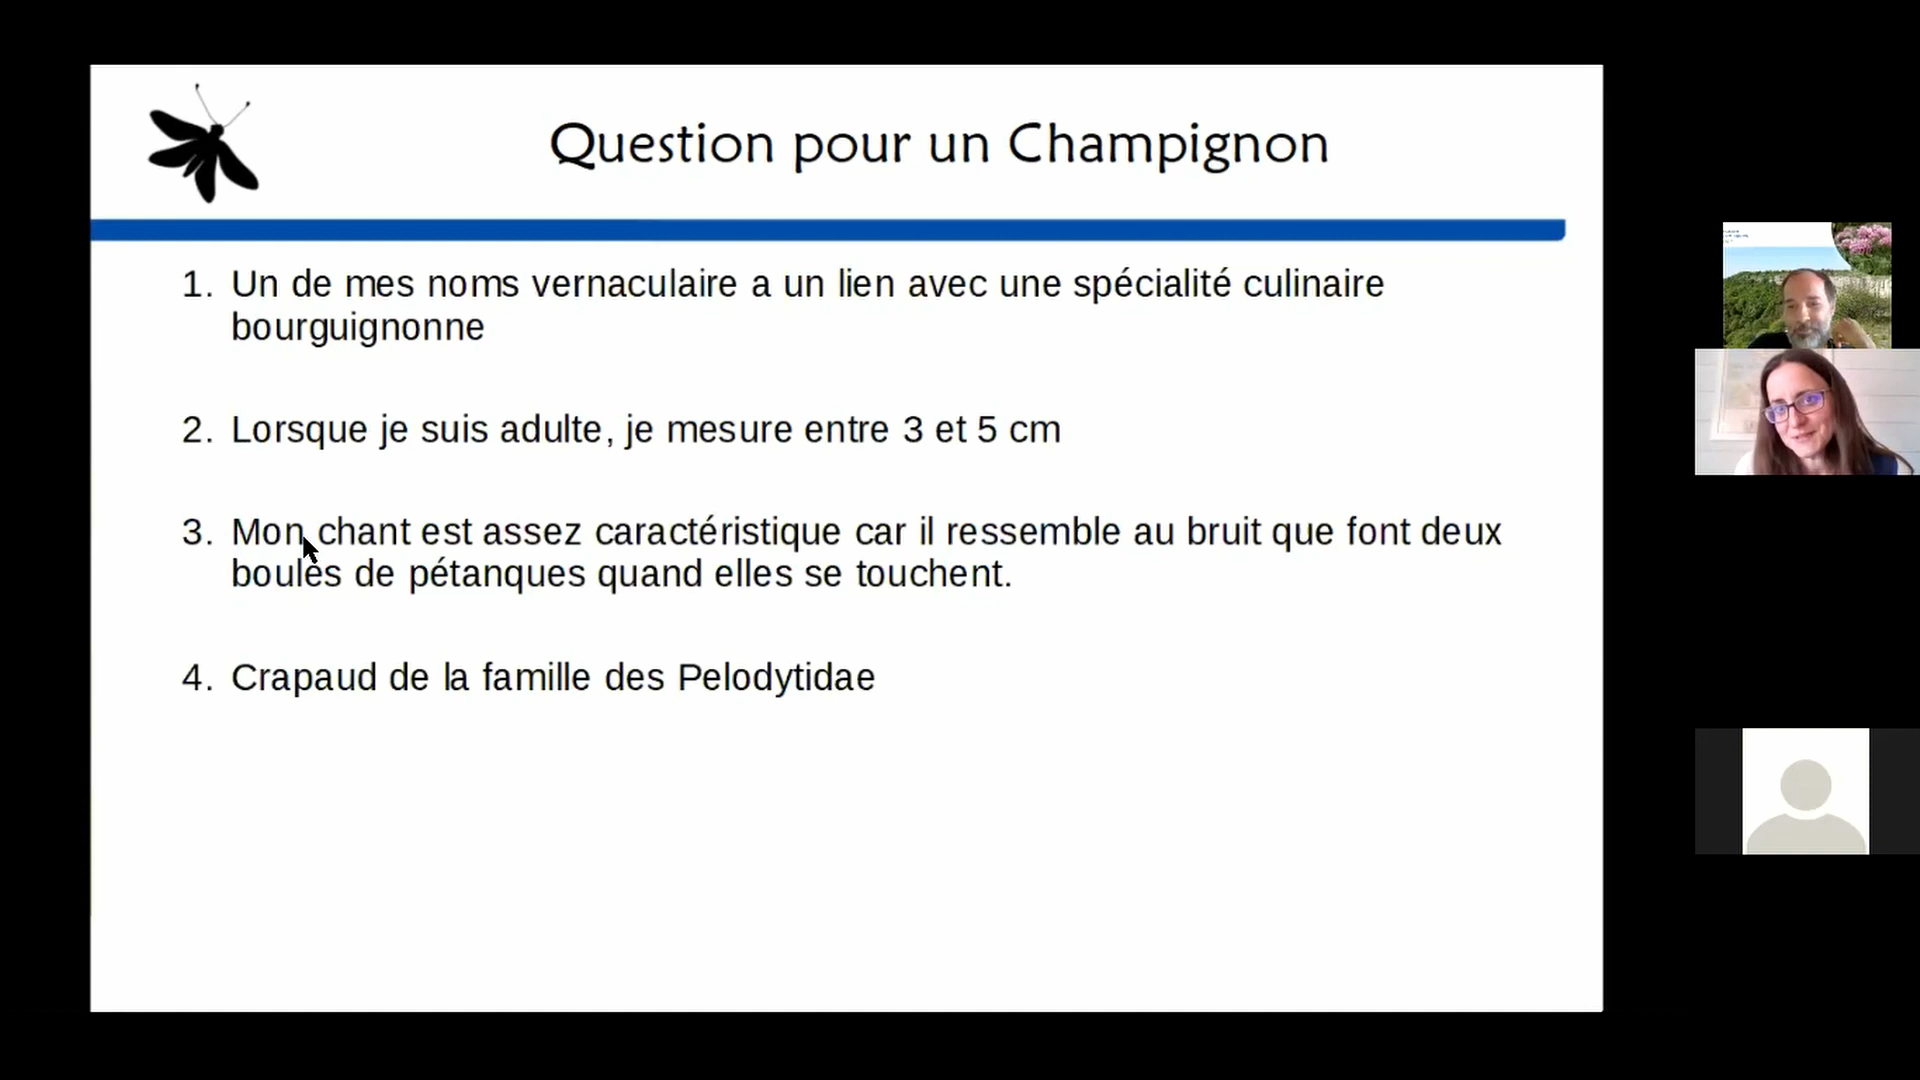 Question pour un Champignon
1. Un de mes noms vernaculaire a un lien avec une spécialité culinaire
bourguignonne
2. Lorsque je suis adulte, je mesure entre 3 et 5 cm
3. Mon chant est assez caractéristique car il ressemble au bruit que font deux
boules de pétanques quand elles se touchent.
4. Crapaud de la famille des Pelodytidae